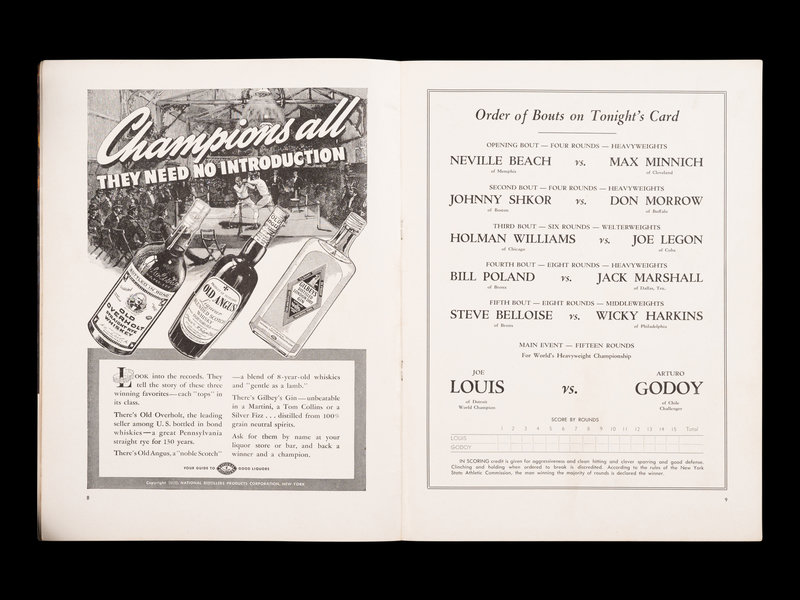 Champions all
THEY NEED NO INTRODUCTION
OLD OVERHOLT
WHISKEY
OLD ANGUS
GILBEY'S
LOOK into the records. They
tell the story of these three
winning favorites—each "tops" in
its class.
There's Old Overholt, the leading
seller among U.S. bottled in bond
whiskies—a great Pennsylvania
straight rye for 130 years.
There's Old Angus, a "noble Scotch"
—a blend of 8-year-old whiskies
and "gentle as a lamb."
There's Gilbey's Gin—unbeatable
in a Martini, a Tom Collins or a
Silver Fizz . . . distilled from 100%
grain neutral spirits.
Ask for them by name at your
liquor store or bar, and back a
winner and a champion.
YOUR GUIDE TO GOOD LIQUORS
Copyright 1940, NATIONAL DISTILLERS PRODUCTS CORPORATION, NEW YORK
8
Order of Bouts on Tonight's Card
OPENING BOUT — FOUR ROUNDS — HEAVYWEIGHTS
NEVILLE BEACH vs. MAX MINNICH
of Memphis of Cleveland
SECOND BOUT — FOUR ROUNDS — HEAVYWEIGHTS
JOHNNY SHKOR vs. DON MORROW
of Boston of Buffalo
THIRD BOUT — SIX ROUNDS — WELTERWEIGHTS
HOLMAN WILLIAMS vs. JOE LEGON
of Chicago of Cuba
FOURTH BOUT — EIGHT ROUNDS — HEAVYWEIGHTS
BILL POLAND vs. JACK MARSHALL
of Bronx of Dallas, Tex.
FIFTH BOUT — EIGHT ROUNDS — MIDDLEWEIGHTS
STEVE BELLOISE vs. WICKY HARKINS
of Bronx of Philadelphia
MAIN EVENT — FIFTEEN ROUNDS
For World's Heavyweight Championship
JOE ARTURO
LOUIS vs. GODOY
of Detroit of Chile
World Champion Challenger
SCORE BY ROUNDS
1 2 3 4 5 6 7 8 9 10 11 12 13 14 15 Total
LOUIS
GODOY
IN SCORING credit is given for aggressiveness and clean hitting and clever sparring and good defense.
Clinching and holding when ordered to break is discredited. According to the rules of the New York
State Athletic Commission, the man winning the majority of rounds is declared the winner.
9